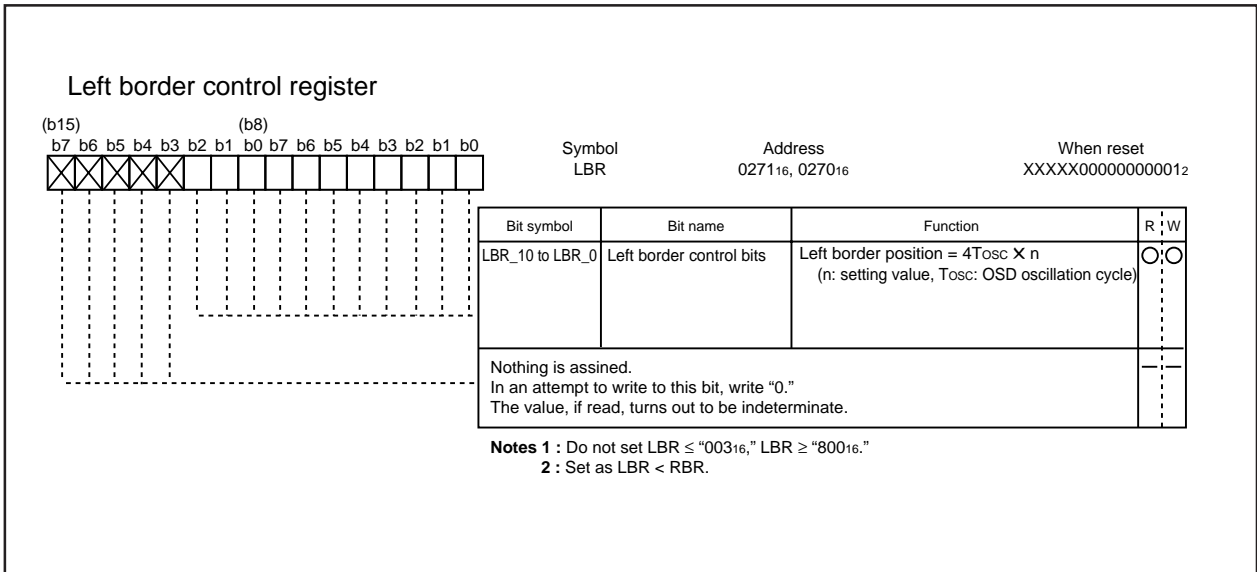 Left border control register
(b15) (b8)
b7 b6 b5 b4 b3 b2 b1 b0 b7 b6 b5 b4 b3 b2 b1 b0
Symbol Address When reset
LBR 0271₁₆, 0270₁₆ XXXXX00000000001₂
Bit symbol Bit name Function R W
LBR_10 to LBR_0 Left border control bits Left border position = 4Tosc X n
(n: setting value, Tosc: OSD oscillation cycle)
Nothing is assined.
In an attempt to write to this bit, write “0.”
The value, if read, turns out to be indeterminate.
Notes 1 : Do not set LBR ≤ “003₁₆,” LBR ≥ “800₁₆.”
2 : Set as LBR < RBR.